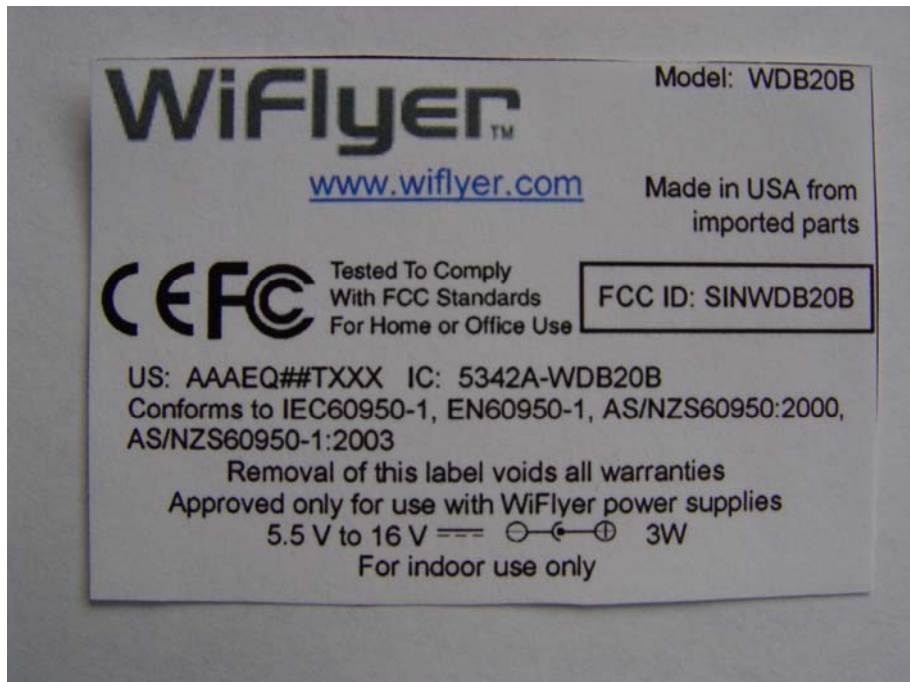 WiFlyer™
Model: WDB20B
www.wiflyer.com
Made in USA from
imported parts
CE FC
Tested To Comply
With FCC Standards
For Home or Office Use
FCC ID: SINWDB20B
US: AAAEQ##TXXX IC: 5342A-WDB20B
Conforms to IEC60950-1, EN60950-1, AS/NZS60950:2000,
AS/NZS60950-1:2003
Removal of this label voids all warranties
Approved only for use with WiFlyer power supplies
5.5 V to 16 V 3W
For indoor use only